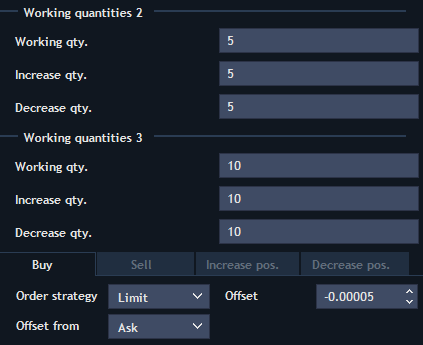 Working quantities 2
Working qty. 5
Increase qty. 5
Decrease qty. 5
Working quantities 3
Working qty. 10
Increase qty. 10
Decrease qty. 10
Buy Sell Increase pos. Decrease pos.
Order strategy Limit Offset -0.00005
Offset from Ask